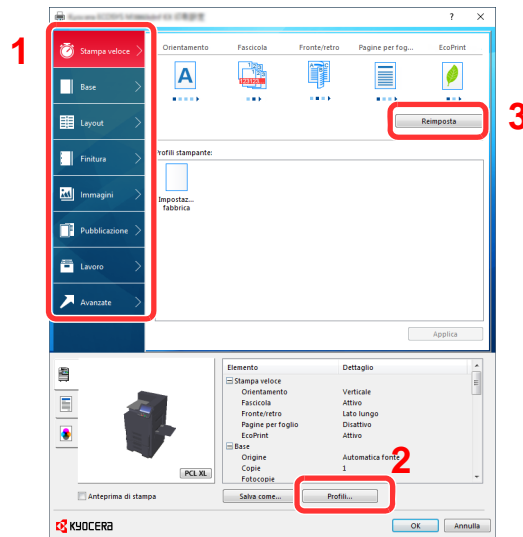 ? ×
1
Stampa veloce
Base
Layout
Finitura
Immagini
Pubblicazione
Lavoro
Avanzate
Orientamento Fascicola Fronte/retro Pagine per fog... EcoPrint
A
123123
Reimposta
3
Profili stampante:
Impostaz...
fabbrica
Applica
Elemento Dettaglio
Stampa veloce
Orientamento Verticale
Fascicola Attivo
Fronte/retro Lato lungo
Pagine per foglio Disattivo
EcoPrint Attivo
Base
Origine Automatica fonte
Copie 1
Fotocopie
2
PCL XL
Anteprima di stampa
Salva come... Profili...
KYOCERA
OK Annulla